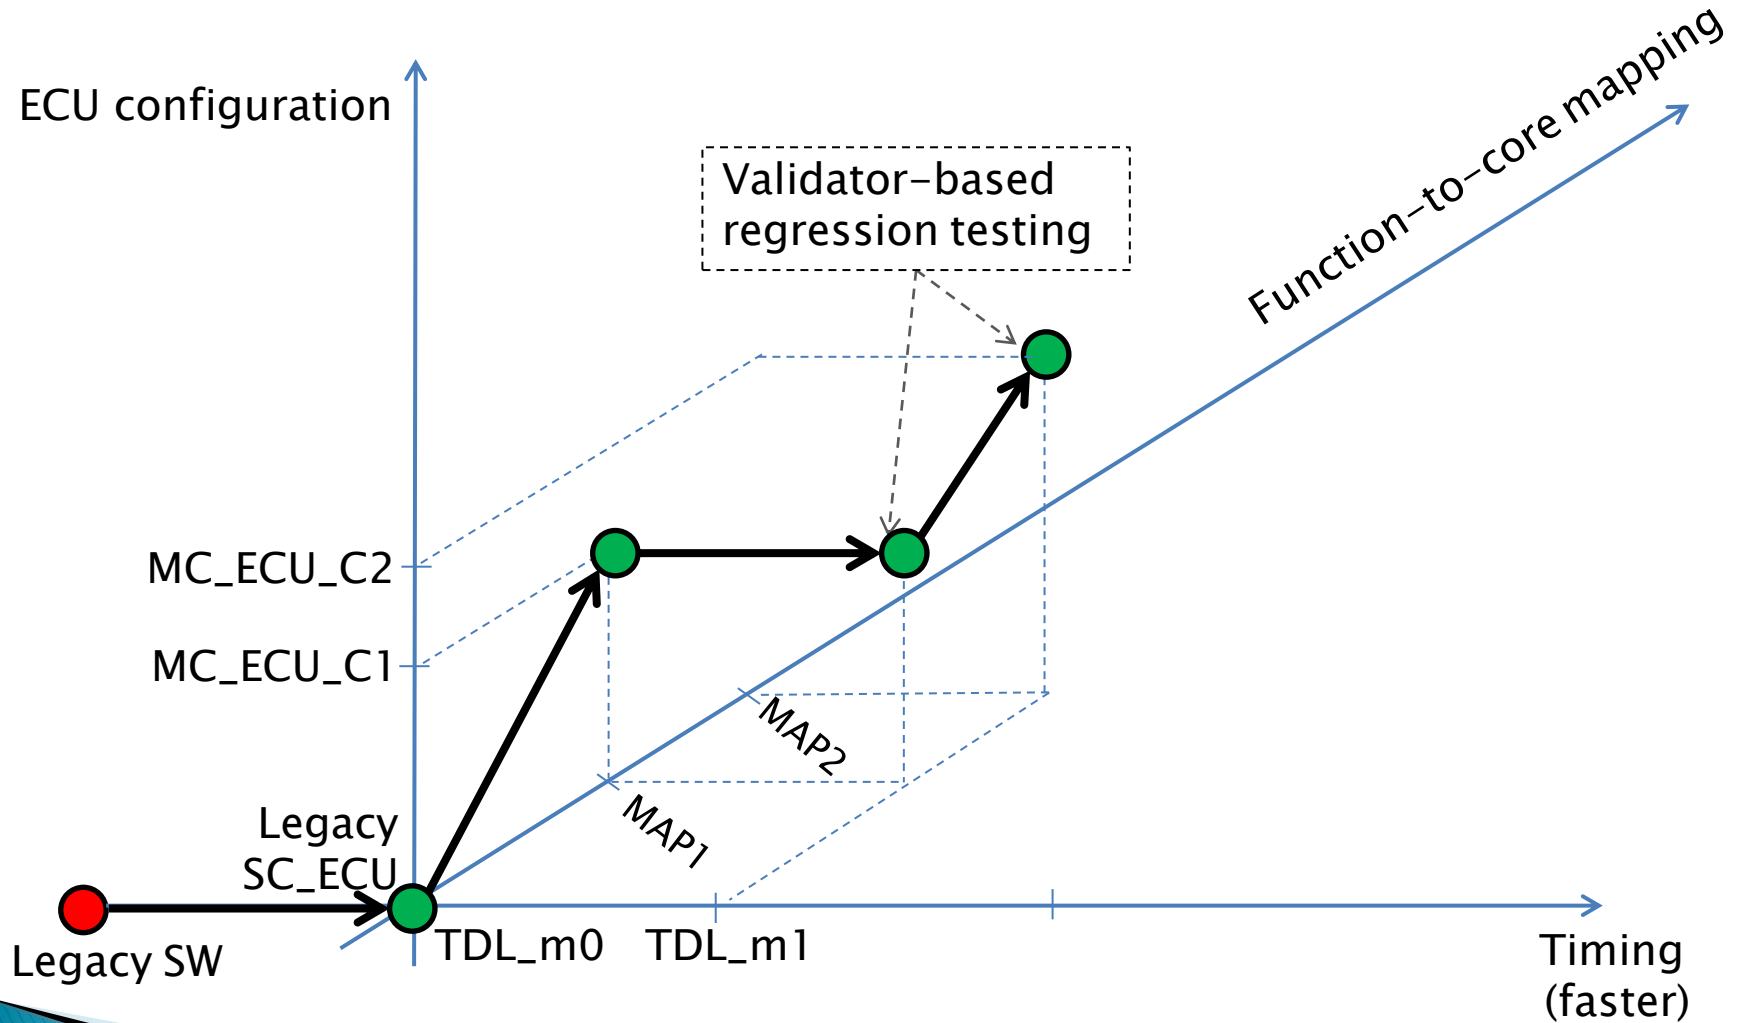 ECU configuration
Function-to-core mapping
Validator-based
regression testing
MC_ECU_C2
MC_ECU_C1
MAP2
MAP1
Legacy
SC_ECU
Legacy SW
TDL_m0
TDL_m1
Timing
(faster)